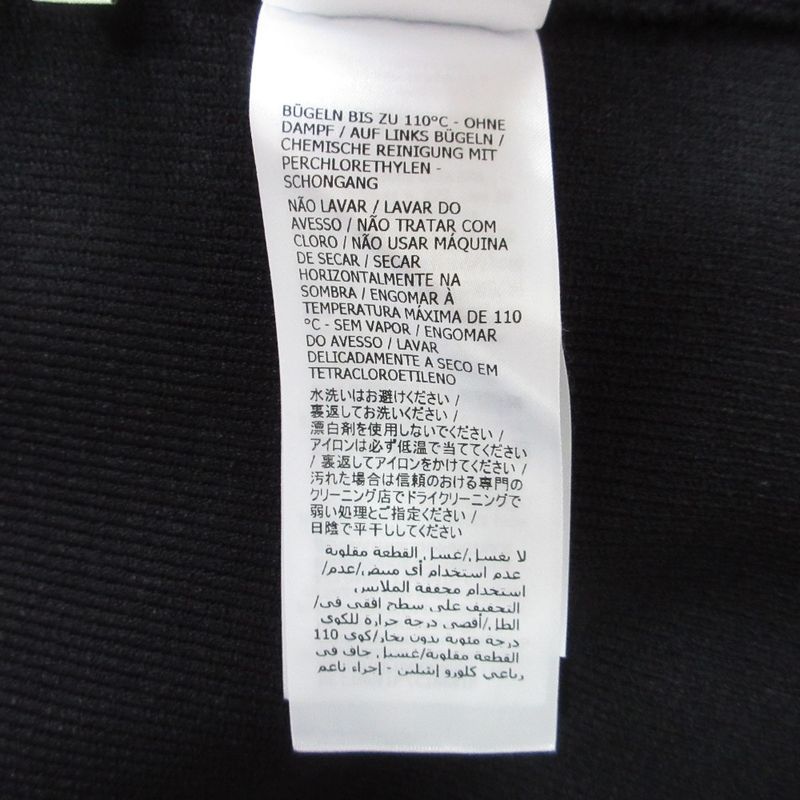 BÜGELN BIS ZU 110°C - OHNE
DAMPF / AUF LINKS BÜGELN /
CHEMISCHE REINIGUNG MIT
PERCHLORETHYLEN -
SCHONGANG
NÃO LAVAR / LAVAR DO
AVESSO / NÃO TRATAR COM
CLORO / NÃO USAR MÁQUINA
DE SECAR / SECAR
HORIZONTALMENTE NA
SOMBRA / ENGOMAR À
TEMPERATURA MÁXIMA DE 110
°C - SEM VAPOR / ENGOMAR
DO AVESSO / LAVAR
DELICADAMENTE A SECO EM
TETRACLOROETILENO
水洗いはお避けください /
裏返してお洗いください /
漂白剤を使用しないでください /
アイロンは必ず低温で当ててください
/ 裏返してアイロンをかけてください /
汚れた場合は信頼のおける専門の
クリーニング店でドライクリーニングで
弱い処理とご指定ください /
日陰で平干ししてください
لا يغسل/غسل القطعة مقلوبة
عدم استخدام أى مبيض/عدم/
استخدام مجففة الملابس
التجفيف على سطح افقى فى/
الظل/أقصى درجة حرارة للكوى
110 درجة مئوية بدون بخار/كوى
القطعة مقلوبة/غسيل جاف فى
رباعي كلورو إيثلين - إجراء ناعم